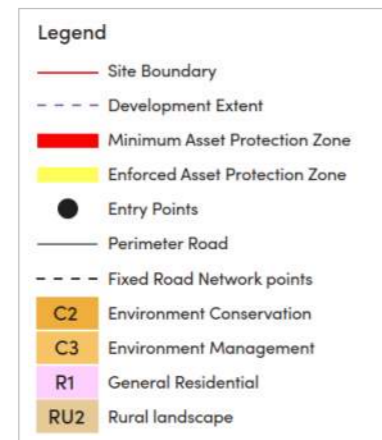 Legend
Site Boundary
Development Extent
Minimum Asset Protection Zone
Enforced Asset Protection Zone
Entry Points
Perimeter Road
Fixed Road Network points
C2 Environment Conservation
C3 Environment Management
R1 General Residential
RU2 Rural landscape